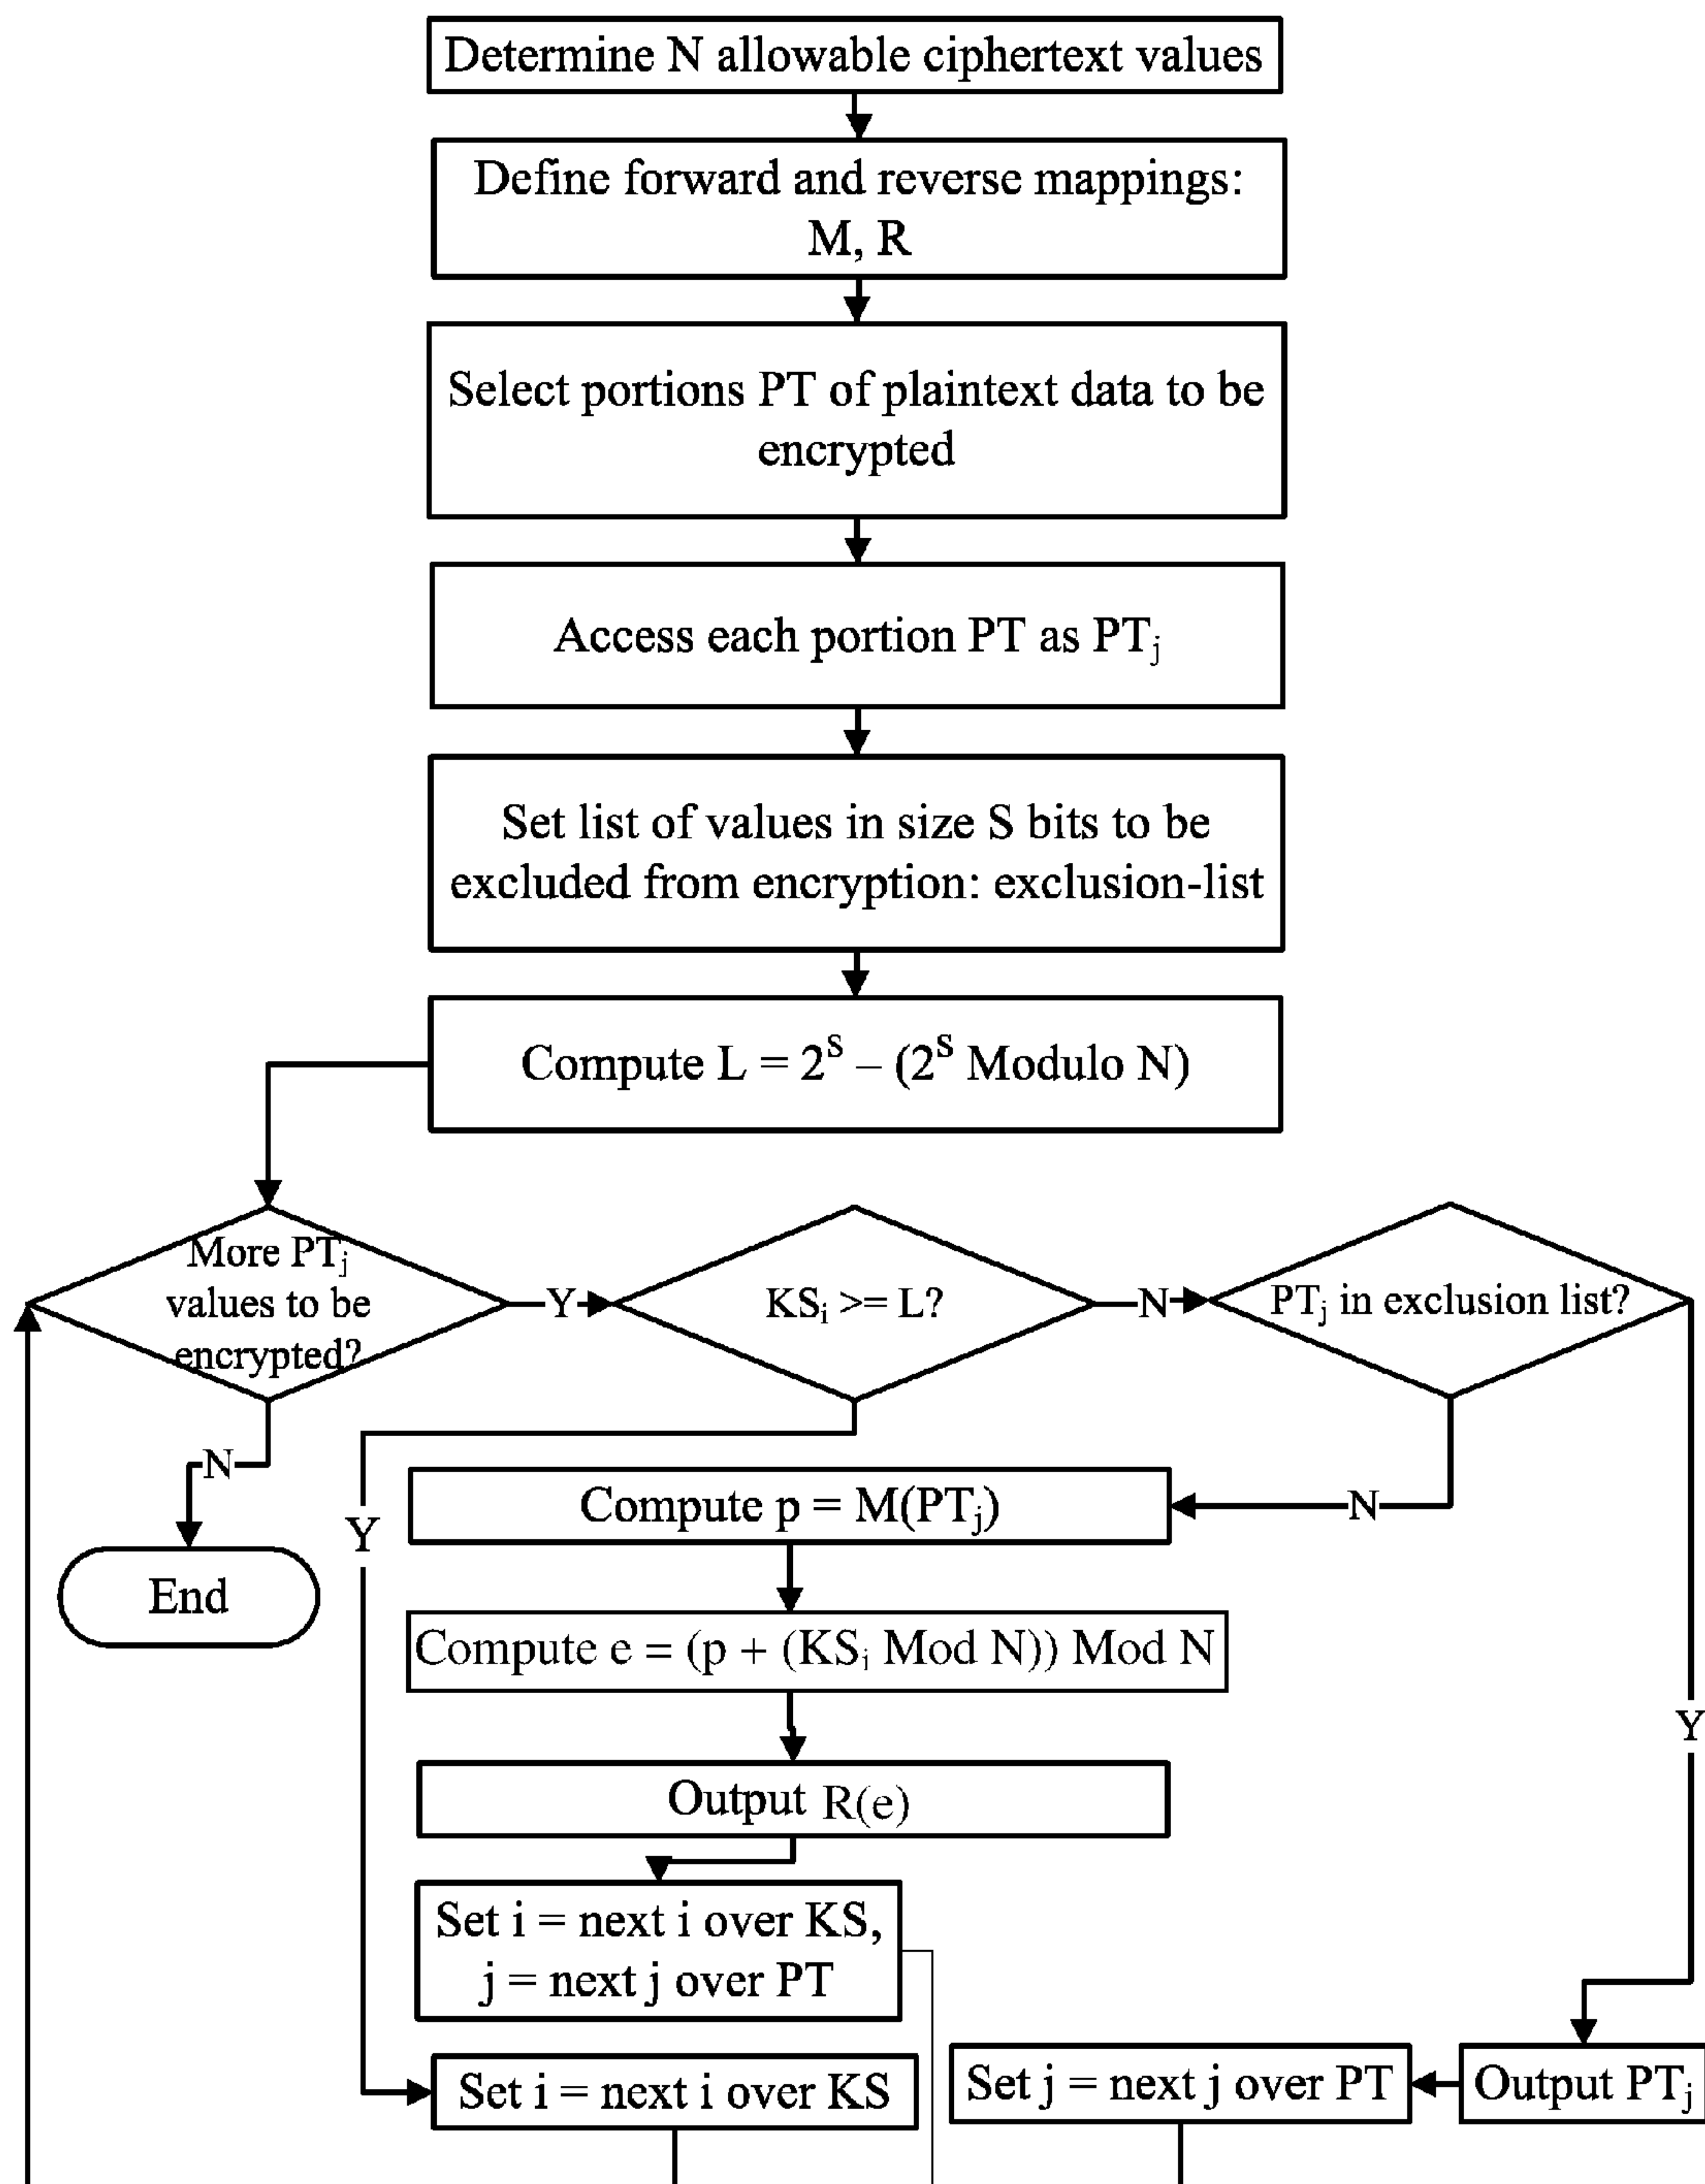 Determine N allowable ciphertext values
Define forward and reverse mappings:
M, R
Select portions PT of plaintext data to be
encrypted
Access each portion PT as PTj
Set list of values in size S bits to be
excluded from encryption: exclusion-list
Compute L = 2^S – (2^S Modulo N)
More PTj
values to be
encrypted?
Y
KSi >= L?
N
PTj in exclusion list?
N
Y
Compute p = M(PTj)
N
End
Compute e = (p + (KSi Mod N)) Mod N
Y
Output R(e)
Set i = next i over KS,
j = next j over PT
Set i = next i over KS
Set j = next j over PT
Output PTj